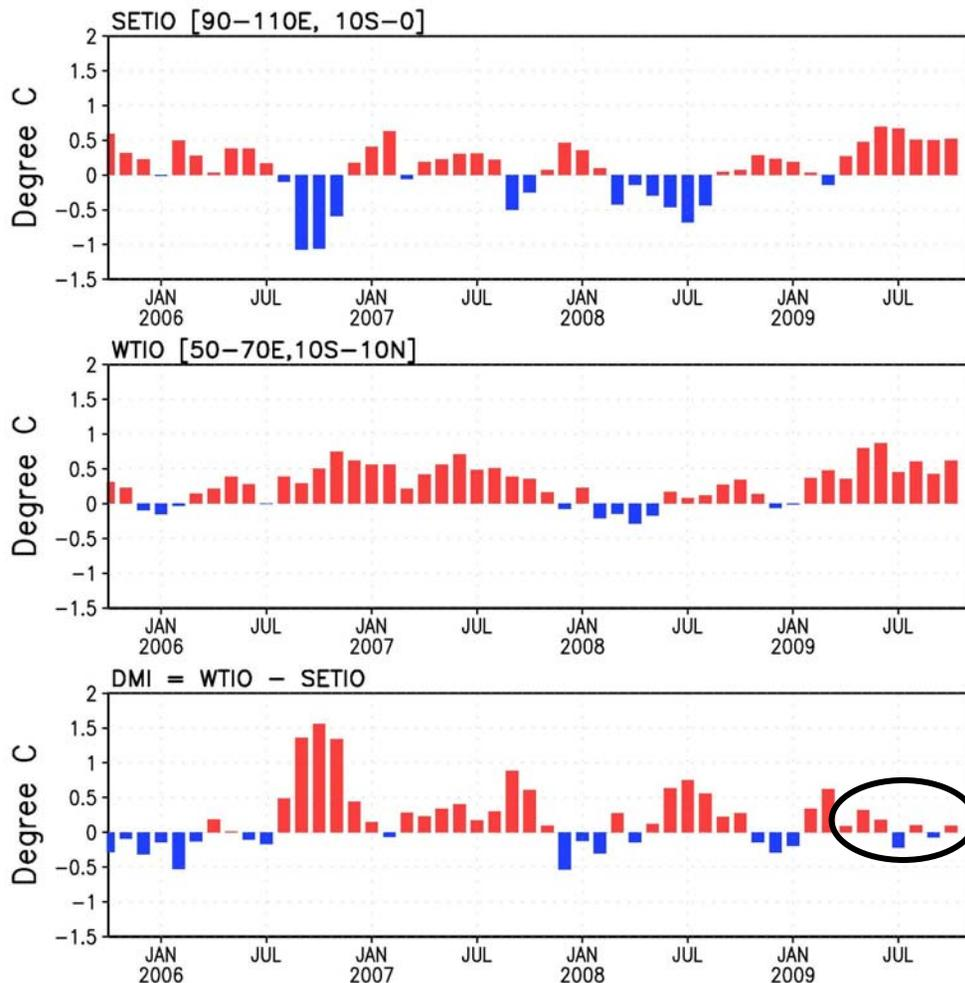 SETIO [90-110E, 10S-0]
Degree C
2
1.5
1
0.5
0
-0.5
-1
-1.5
JAN JUL JAN JUL JAN JUL JAN JUL
2006 2007 2008 2009
WTIO [50-70E,10S-10N]
Degree C
2
1.5
1
0.5
0
-0.5
-1
-1.5
JAN JUL JAN JUL JAN JUL JAN JUL
2006 2007 2008 2009
DMI = WTIO - SETIO
Degree C
2
1.5
1
0.5
0
-0.5
-1
-1.5
JAN JUL JAN JUL JAN JUL JAN JUL
2006 2007 2008 2009